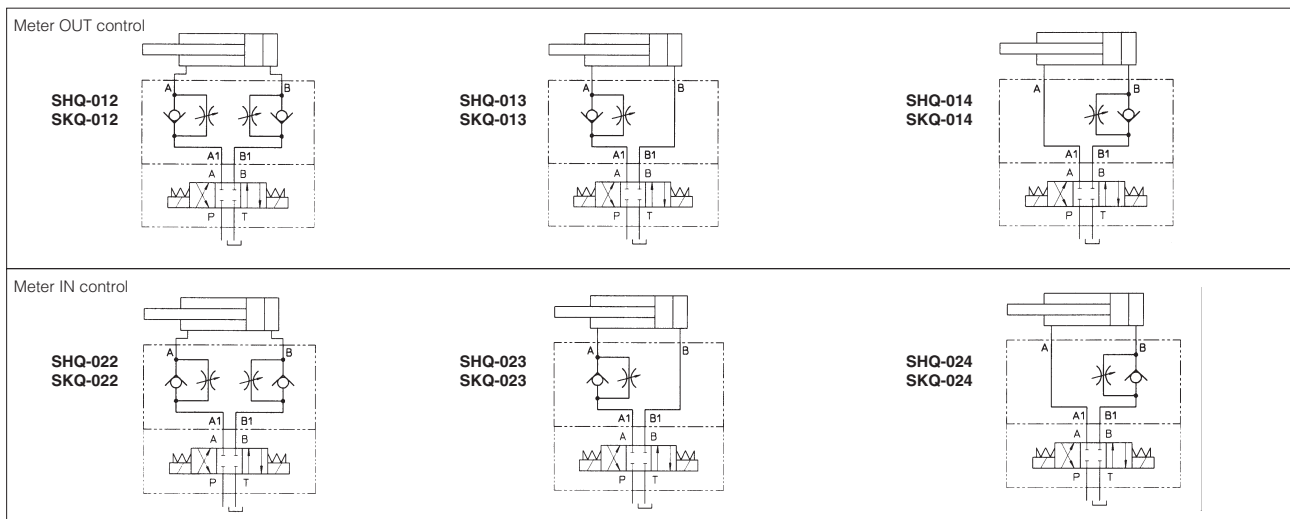 Meter OUT control
SHQ-012
SKQ-012
A B
A1 B1
A B
P T
SHQ-013
SKQ-013
A B
A1 B1
A B
P T
SHQ-014
SKQ-014
A B
A1 B1
A B
P T
Meter IN control
SHQ-022
SKQ-022
A B
A1 B1
A B
P T
SHQ-023
SKQ-023
A B
A1 B1
A B
P T
SHQ-024
SKQ-024
A B
A1 B1
A B
P T